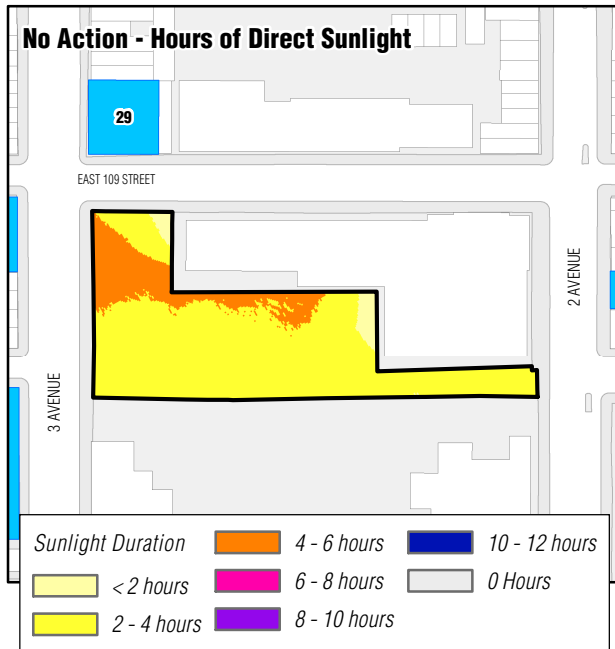 No Action - Hours of Direct Sunlight
29
EAST 109 STREET
2 AVENUE
3 AVENUE
Sunlight Duration
< 2 hours
2 - 4 hours
4 - 6 hours
6 - 8 hours
8 - 10 hours
10 - 12 hours
0 Hours